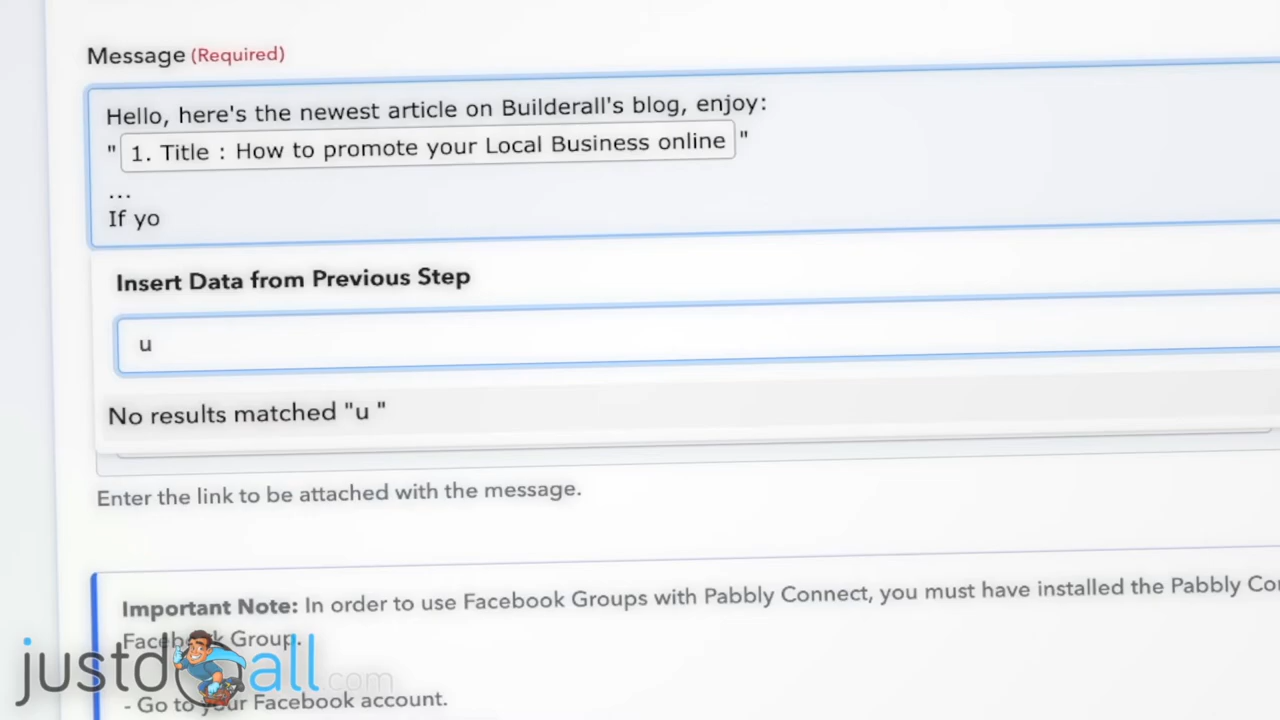 Message (Required)
Hello, here's the newest article on Builderall's blog, enjoy:
" 1. Title : How to promote your Local Business online "
...
If yo
Insert Data from Previous Step
u
No results matched "u "
Enter the link to be attached with the message.
Important Note: In order to use Facebook Groups with Pabbly Connect, you must have installed the Pabbly Co
Facebook Group.
- Go to your Facebook account.
justdoall.com